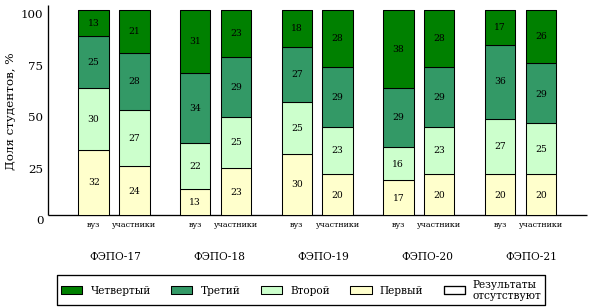 Доля студентов, %
100
75
50
25
0
13 21 31 23 18 28 38 28 17 26
25 28 34 29 27 29 29 29 36 29
30 27 22 25 25 23 16 23 27 25
32 24 13 23 30 20 17 20 20 20
вуз участники вуз участники вуз участники вуз участники вуз участники
ФЭПО-17 ФЭПО-18 ФЭПО-19 ФЭПО-20 ФЭПО-21
Четвертый Третий Второй Первый Результаты
отсутствуют